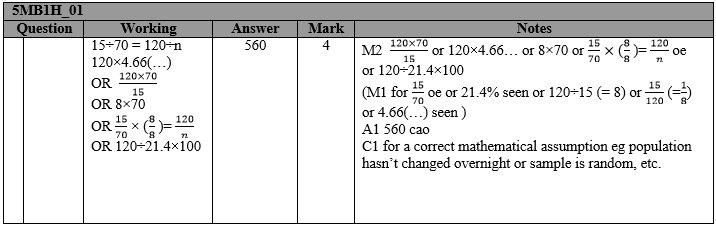 5MB1H_01
Question Working Answer Mark Notes
15÷70 = 120÷n 560 4
120×4.66(…)
OR 120×70/15
OR 8×70
OR 15/70 × (8/8)= 120/n
OR 120÷21.4×100
M2 120×70/15 or 120×4.66… or 8×70 or 15/70 × (8/8)= 120/n oe
or 120÷21.4×100
(M1 for 15/70 oe or 21.4% seen or 120÷15 (= 8) or 15/120 (=1/8)
or 4.66(…) seen )
A1 560 cao
C1 for a correct mathematical assumption eg population
hasn’t changed overnight or sample is random, etc.